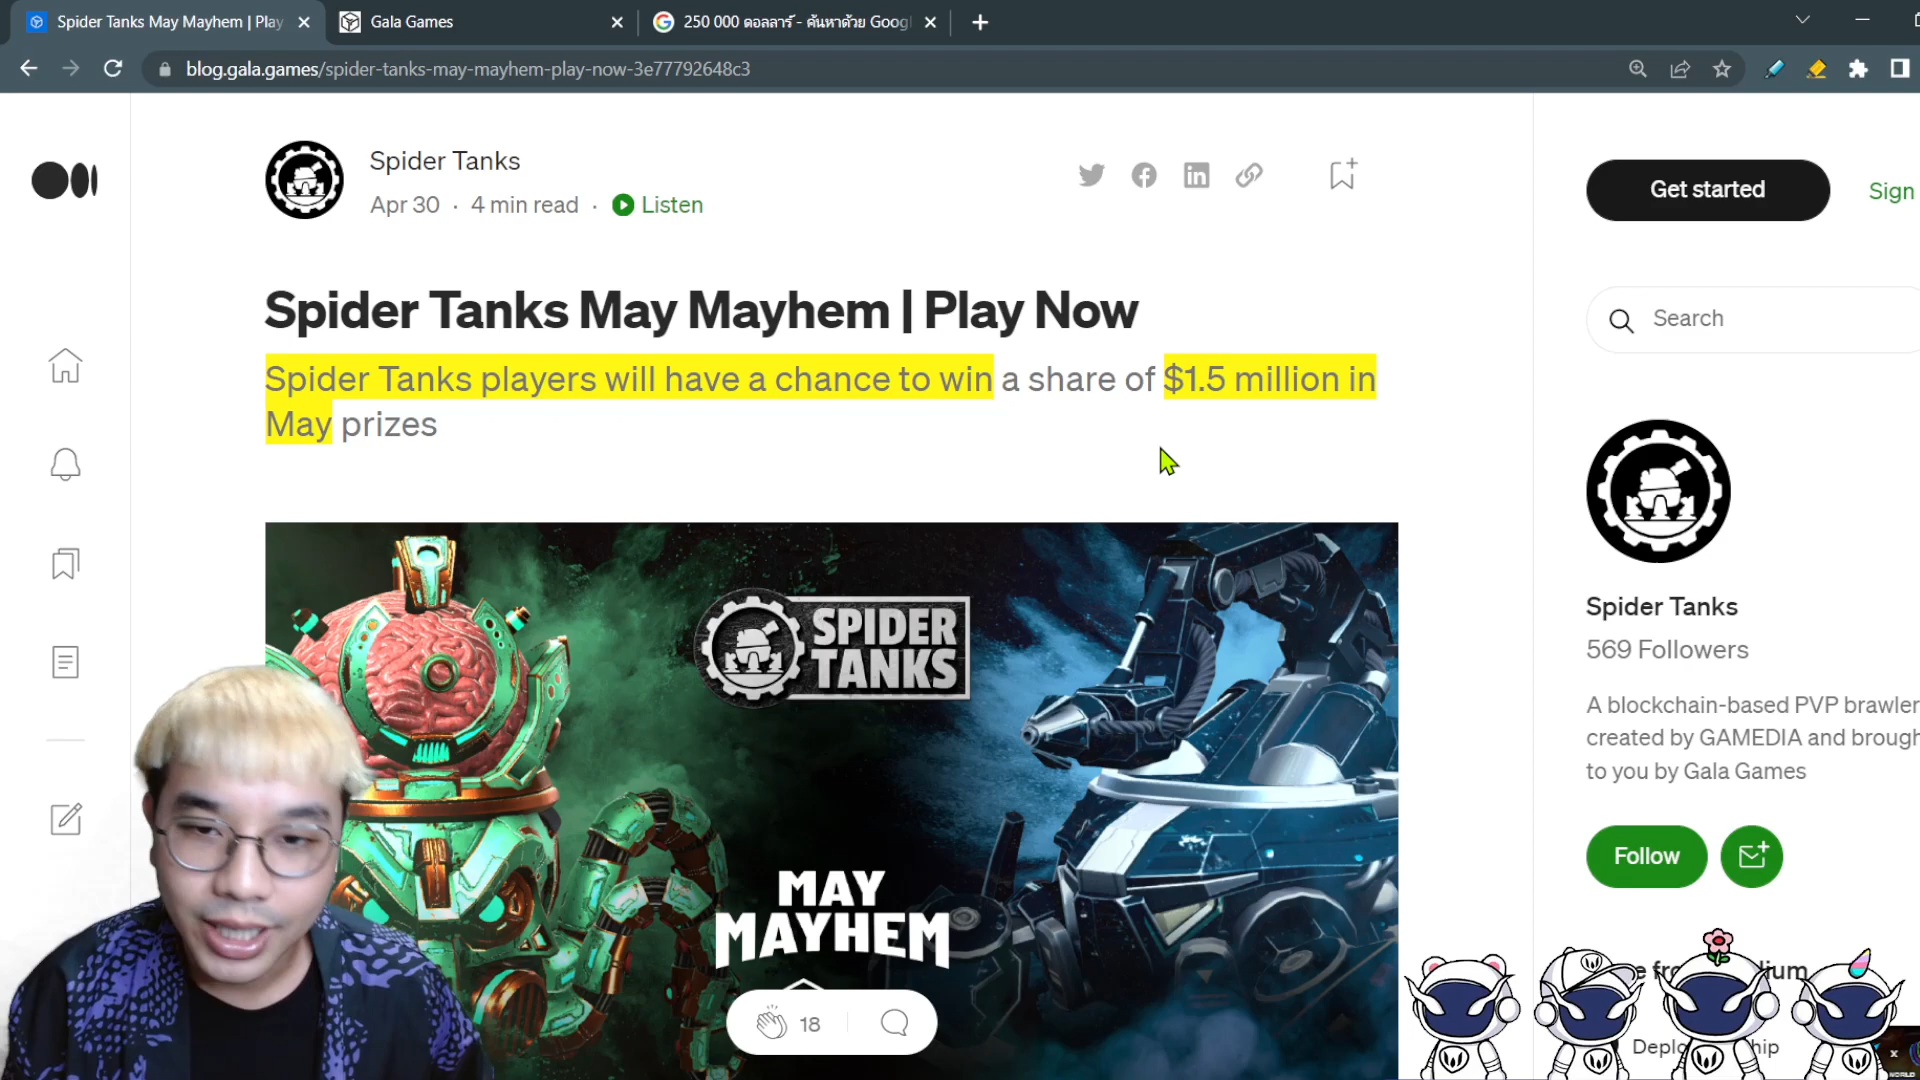 Spider Tanks May Mayhem | Play
Gala Games
250 000 ดอลลาร์ - ค้นหาด้วย Goog
blog.gala.games/spider-tanks-may-mayhem-play-now-3e77792648c3
Spider Tanks
Apr 30 · 4 min read · Listen
Get started
Sign
Spider Tanks May Mayhem | Play Now
Spider Tanks players will have a chance to win a share of $1.5 million in
May prizes
Search
SPIDER
TANKS
MAY
MAYHEM
18
Spider Tanks
569 Followers
A blockchain-based PVP brawler
created by GAMEDIA and brough
to you by Gala Games
Follow